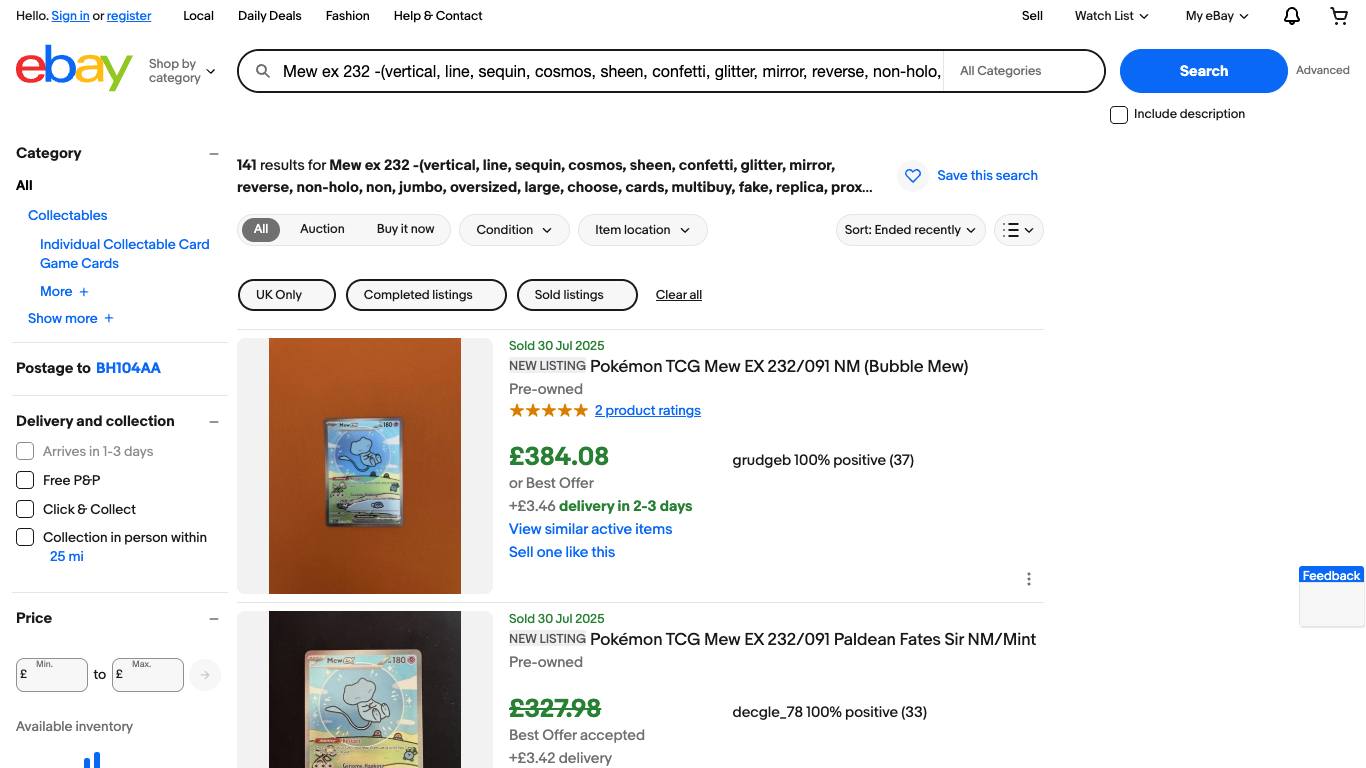 Hello. Sign in or register
Local
Daily Deals
Fashion
Help & Contact
Sell
Watch List
My eBay
ebay
Shop by category
Mew ex 232 -(vertical, line, sequin, cosmos, sheen, confetti, glitter, mirror, reverse, non-holo,
All Categories
Search
Advanced
Include description
Category
All
Collectables
Individual Collectable Card
Game Cards
More +
Show more +
Postage to BH104AA
Delivery and collection
Arrives in 1-3 days
Free P&P
Click & Collect
Collection in person within
25 mi
Price
Min.
£
to
Max.
£
Available inventory
141 results for Mew ex 232 -(vertical, line, sequin, cosmos, sheen, confetti, glitter, mirror,
reverse, non-holo, non, jumbo, oversized, large, choose, cards, multibuy, fake, replica, prox...
Save this search
All
Auction
Buy it now
Condition
Item location
Sort: Ended recently
UK Only
Completed listings
Sold listings
Clear all
Sold 30 Jul 2025
NEW LISTING Pokémon TCG Mew EX 232/091 NM (Bubble Mew)
Pre-owned
2 product ratings
£384.08
grudgeb 100% positive (37)
or Best Offer
+£3.46 delivery in 2-3 days
View similar active items
Sell one like this
Mew ex
180
Sold 30 Jul 2025
NEW LISTING Pokémon TCG Mew EX 232/091 Paldean Fates Sir NM/Mint
Pre-owned
£327.98
decgle_78 100% positive (33)
Best Offer accepted
+£3.42 delivery
Mew ex
180
Feedback